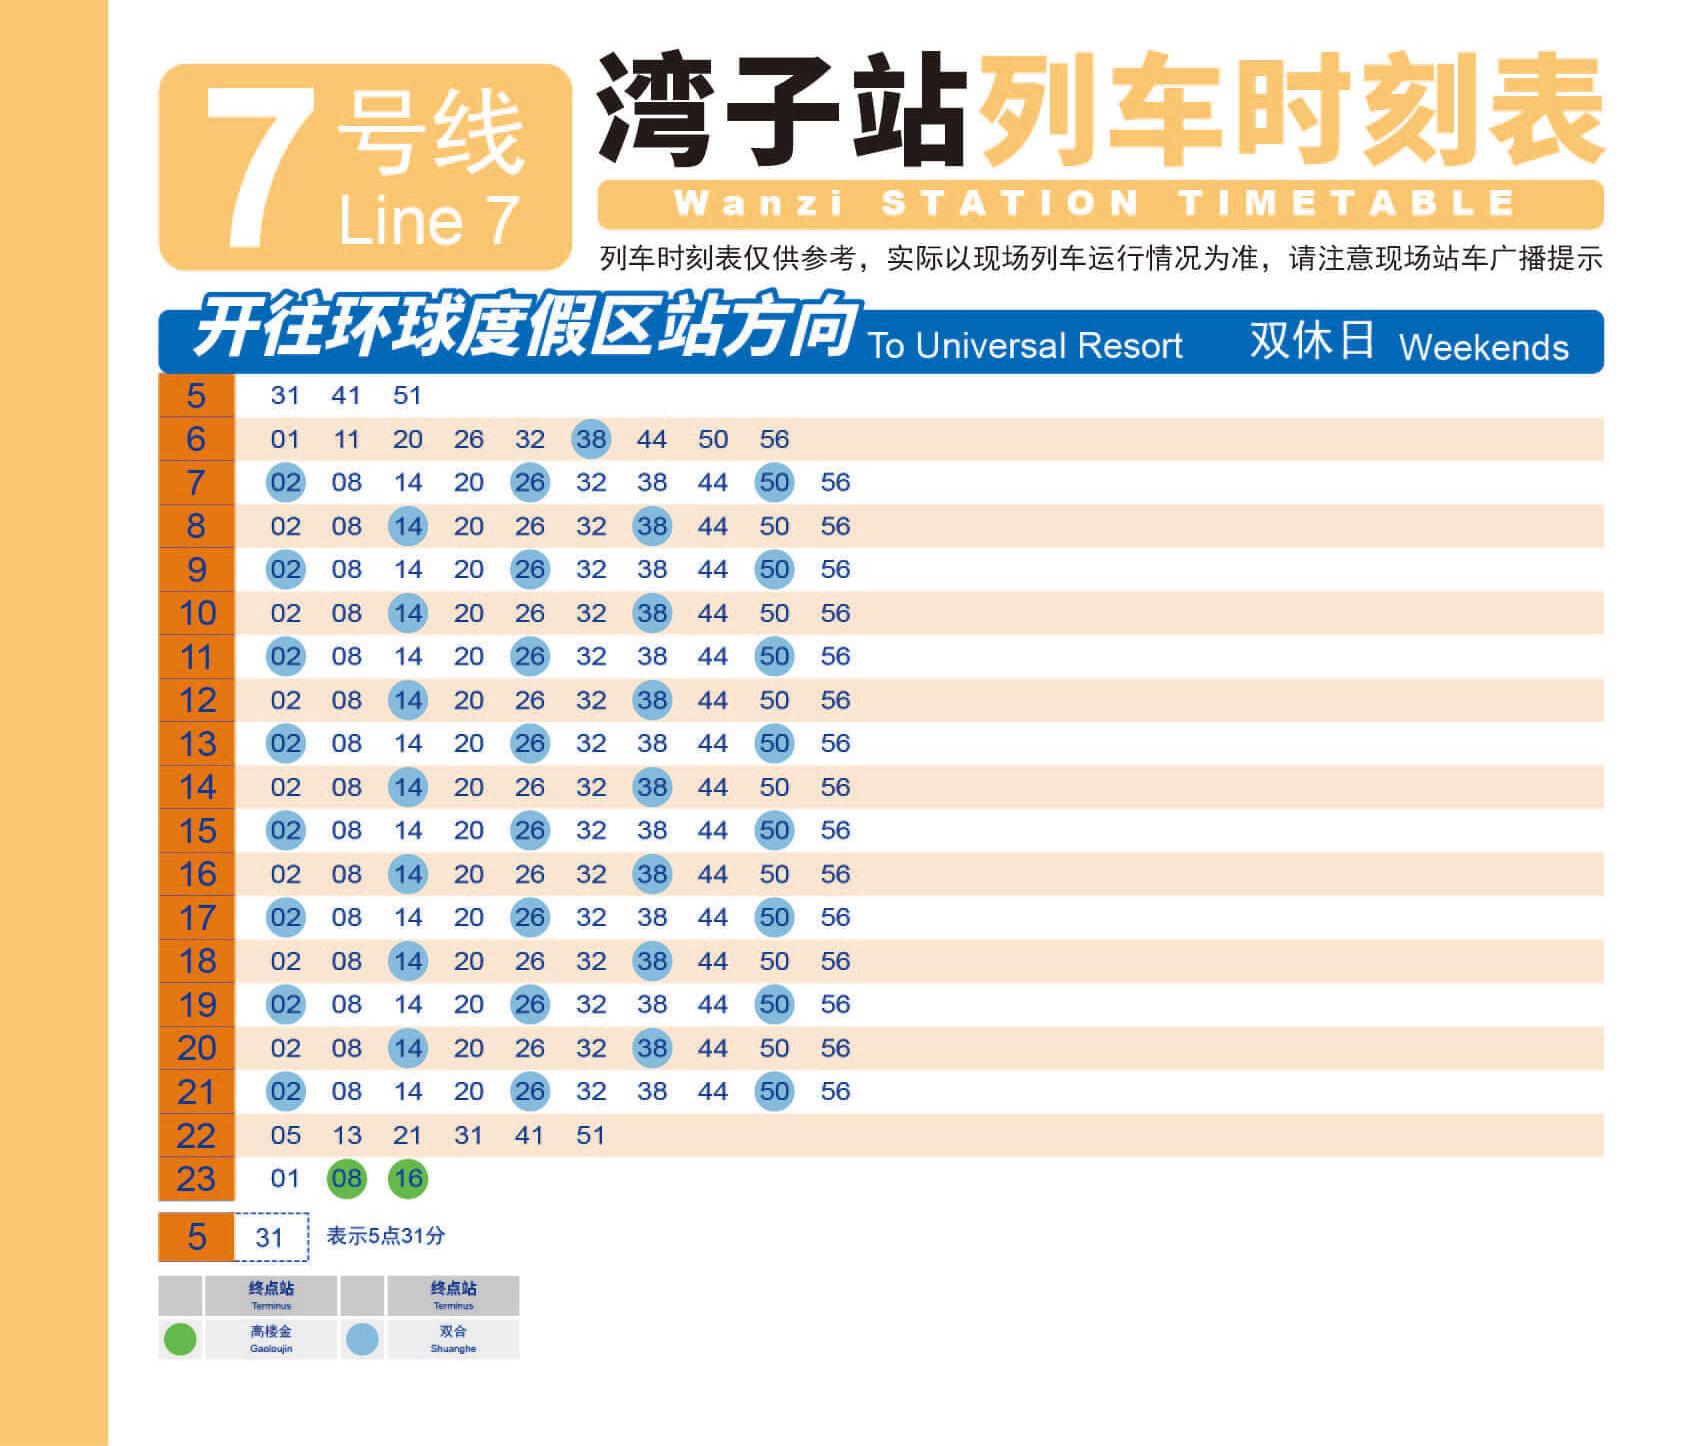 7号线
Line 7
湾子站列车时刻表
Wanzi STATION TIMETABLE
列车时刻表仅供参考，实际以现场列车运行情况为准，请注意现场站车广播提示
开往环球度假区站方向 To Universal Resort 双休日 Weekends
5 31 41 51
6 01 11 20 26 32 38 44 50 56
7 02 08 14 20 26 32 38 44 50 56
8 02 08 14 20 26 32 38 44 50 56
9 02 08 14 20 26 32 38 44 50 56
10 02 08 14 20 26 32 38 44 50 56
11 02 08 14 20 26 32 38 44 50 56
12 02 08 14 20 26 32 38 44 50 56
13 02 08 14 20 26 32 38 44 50 56
14 02 08 14 20 26 32 38 44 50 56
15 02 08 14 20 26 32 38 44 50 56
16 02 08 14 20 26 32 38 44 50 56
17 02 08 14 20 26 32 38 44 50 56
18 02 08 14 20 26 32 38 44 50 56
19 02 08 14 20 26 32 38 44 50 56
20 02 08 14 20 26 32 38 44 50 56
21 02 08 14 20 26 32 38 44 50 56
22 05 13 21 31 41 51
23 01 08 16
5 31 表示5点31分
终点站 终点站
Terminus Terminus
高楼金 双合
Gaoloujin Shuanghe